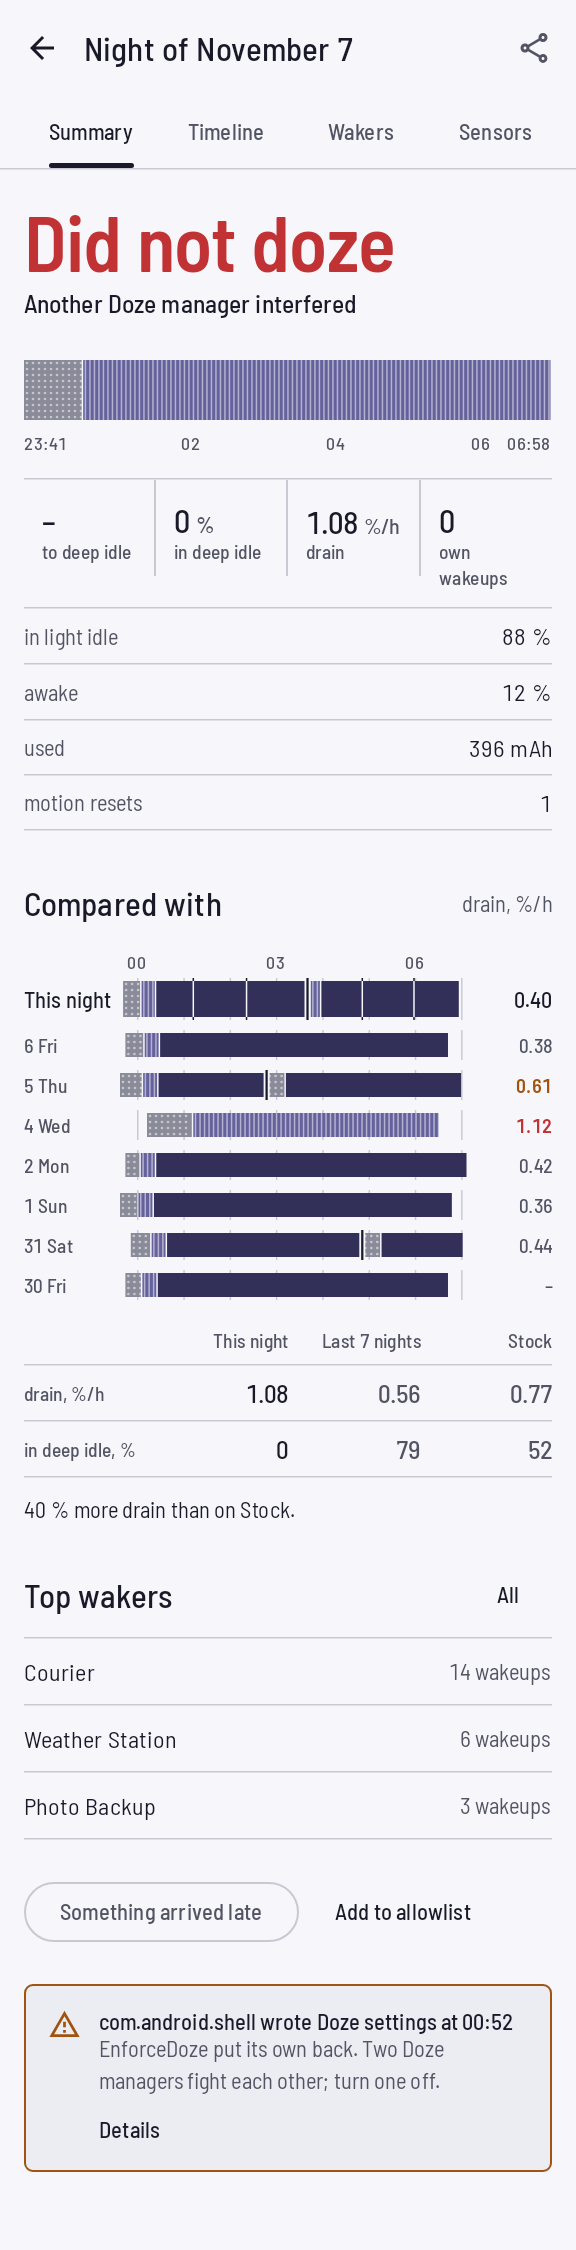 Night of November 7
Summary Timeline Wakers Sensors
Did not doze
Another Doze manager interfered
23:41 02 04 06 06:58
– 0 % 1.08 %/h 0
to deep idle in deep idle drain own
wakeups
in light idle 88 %
awake 12 %
used 396 mAh
motion resets 1
Compared with drain, %/h
00 03 06
This night 0.40
6 Fri 0.38
5 Thu 0.61
4 Wed 1.12
2 Mon 0.42
1 Sun 0.36
31 Sat 0.44
30 Fri –
This night Last 7 nights Stock
drain, %/h 1.08 0.56 0.77
in deep idle, % 0 79 52
40 % more drain than on Stock.
Top wakers All
Courier 14 wakeups
Weather Station 6 wakeups
Photo Backup 3 wakeups
Something arrived late Add to allowlist
com.android.shell wrote Doze settings at 00:52
EnforceDoze put its own back. Two Doze
managers fight each other; turn one off.
Details